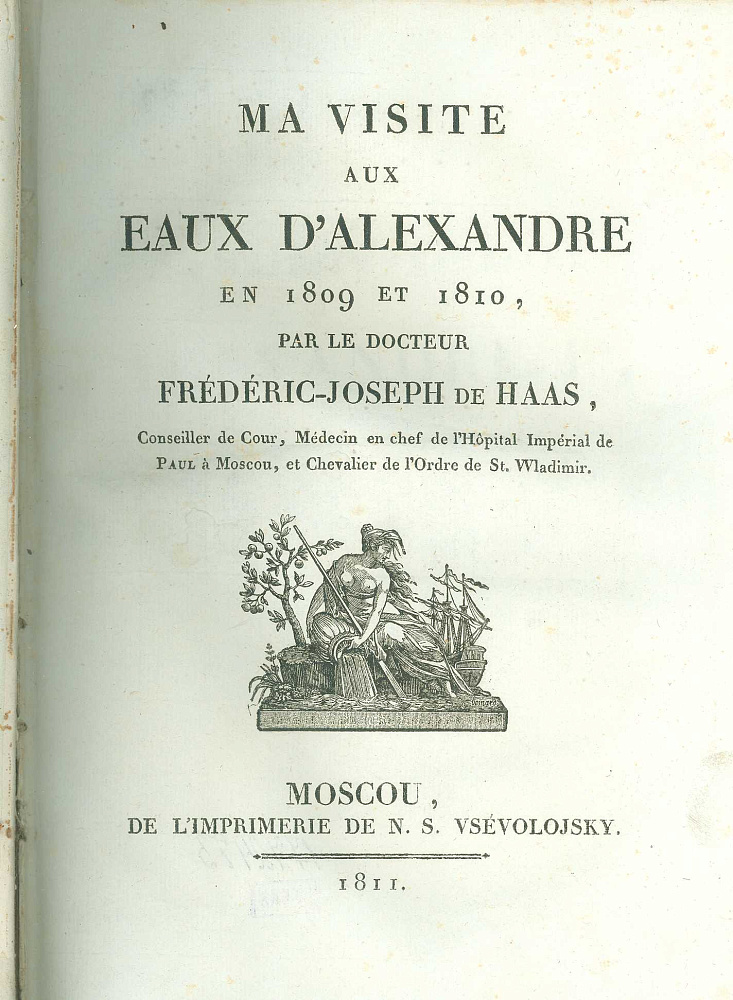 MA VISITE
AUX
EAUX D'ALEXANDRE
EN 1809 ET 1810,
PAR LE DOCTEUR
FRÉDÉRIC-JOSEPH DE HAAS,
Conseiller de Cour, Médecin en chef de l'Hôpital Impérial de
PAUL à Moscou, et Chevalier de l'Ordre de St. Wladimir.
MOSCOU,
DE L'IMPRIMERIE DE N. S. VSÉVOLOJSKY.
1811.